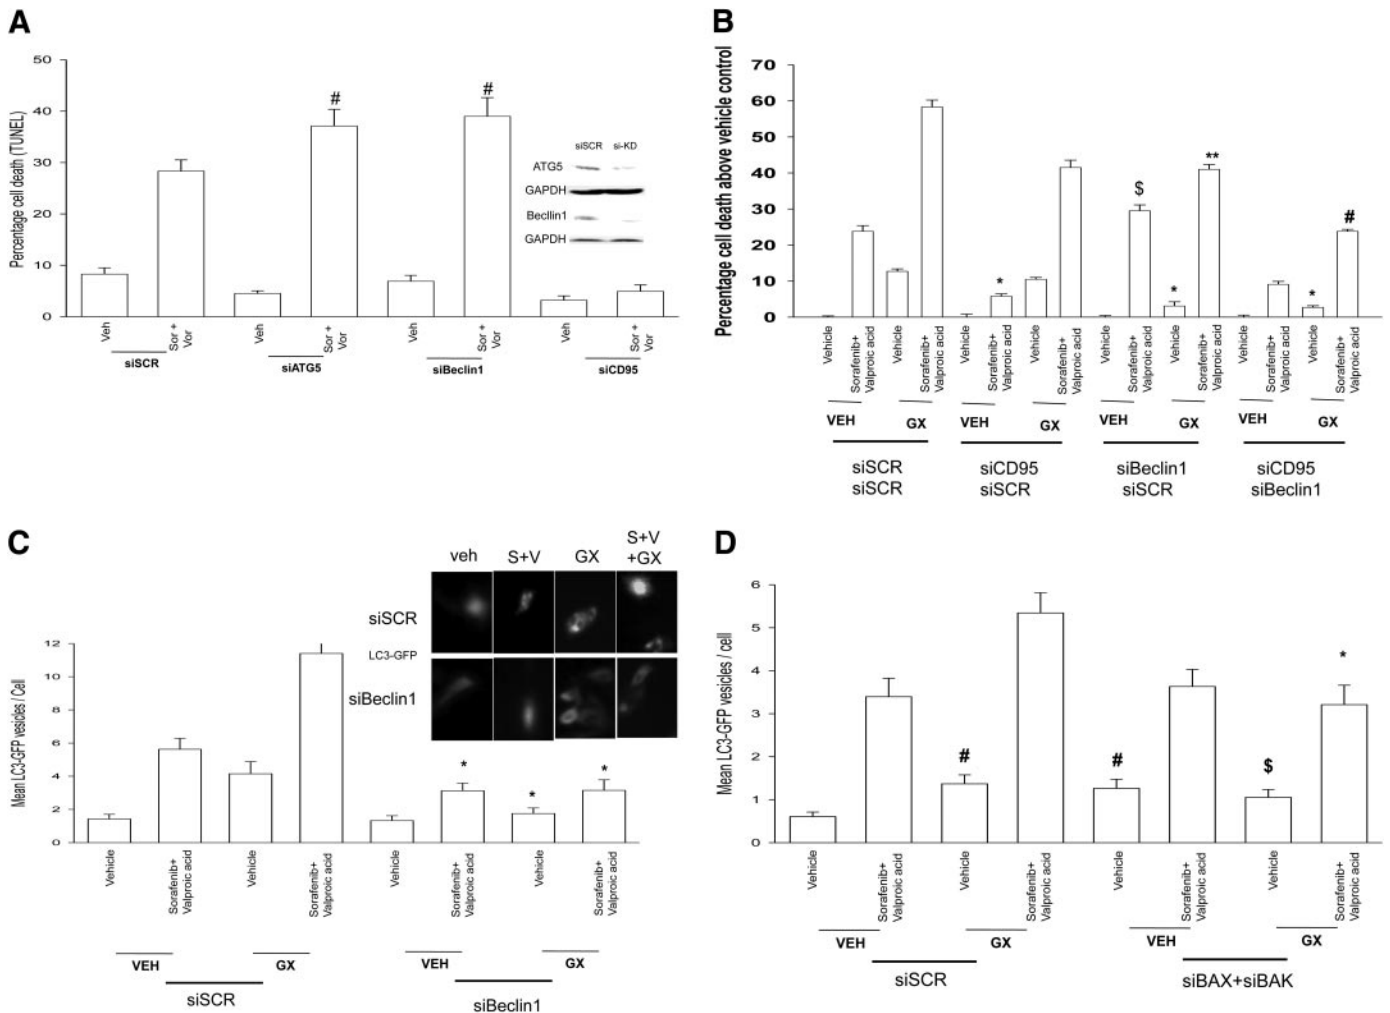 A
Percentage cell death (TUNEL)
50
40
30
20
10
0
#
#
siSCR si-KD
ATG5
GAPDH
Becllin1
GAPDH
Veh
Sor +
Vor
Veh
Sor +
Vor
Veh
Sor +
Vor
Veh
Sor +
Vor
siSCR
siATG5
siBeclin1
siCD95
B
Percentage cell death above vehicle control
70
60
50
40
30
20
10
0
*
$
*
**
*
#
Vehicle
Sorafenib+
Valproic acid
Vehicle
Sorafenib+
Valproic acid
Vehicle
Sorafenib+
Valproic acid
Vehicle
Sorafenib+
Valproic acid
Vehicle
Sorafenib+
Valproic acid
Vehicle
Sorafenib+
Valproic acid
Vehicle
Sorafenib+
Valproic acid
Vehicle
Sorafenib+
Valproic acid
VEH GX VEH GX VEH GX VEH GX
siSCR siCD95 siBeclin1 siCD95
siSCR siSCR siSCR siBeclin1
C
Mean LC3-GFP vesicles / Cell
12
10
8
6
4
2
0
veh S+V GX S+V
+GX
siSCR
LC3-GFP
siBeclin1
*
*
*
Vehicle
Sorafenib+
Valproic acid
Vehicle
Sorafenib+
Valproic acid
Vehicle
Sorafenib+
Valproic acid
Vehicle
Sorafenib+
Valproic acid
VEH GX VEH GX
siSCR siBeclin1
D
Mean LC3-GFP vesicles / cell
6
5
4
3
2
1
0
#
#
$
*
Vehicle
Sorafenib+
Valproic acid
Vehicle
Sorafenib+
Valproic acid
Vehicle
Sorafenib+
Valproic acid
Vehicle
Sorafenib+
Valproic acid
VEH GX VEH GX
siSCR siBAX+siBAK